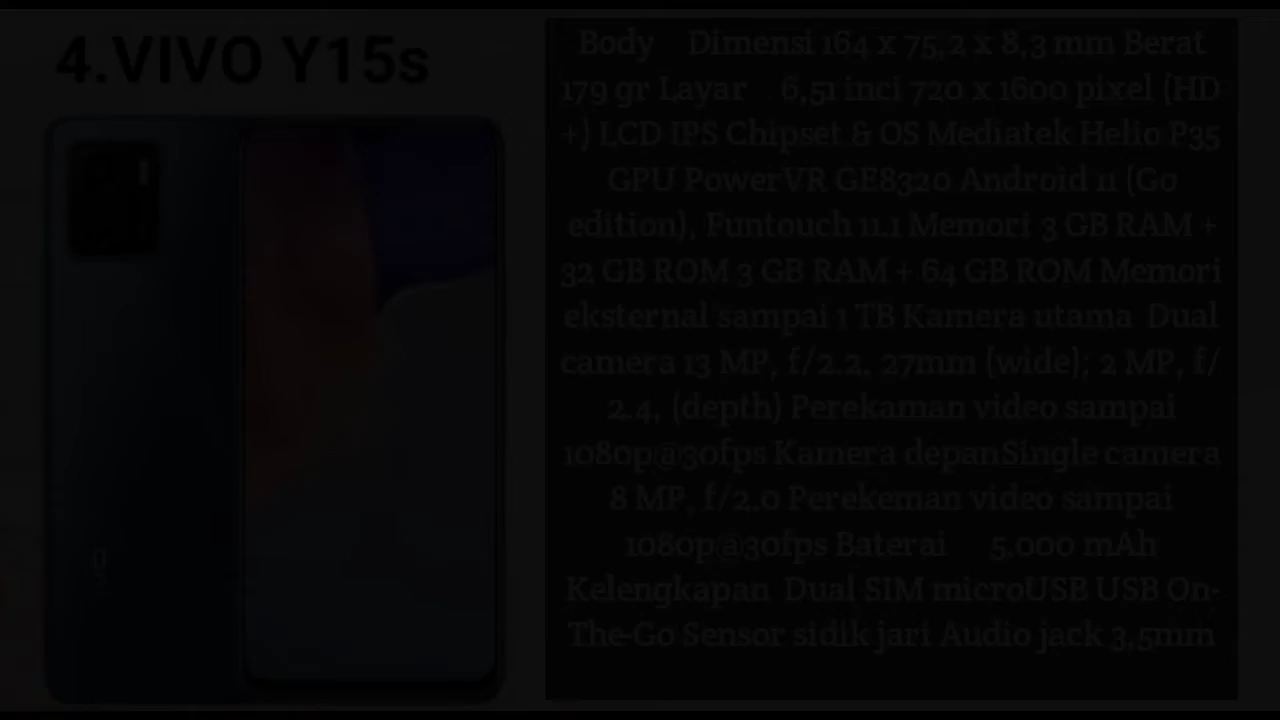 4.VIVO Y15s
Body Dimensi 164 x 75,2 x 8,3 mm Berat
179 gr Layar 6,51 inci 720 x 1600 pixel (HD
+) LCD IPS Chipset & OS Mediatek Helio P35
GPU PowerVR GE8320 Android 11 (Go
edition), Funtouch 11.1 Memori 3 GB RAM +
32 GB ROM 3 GB RAM + 64 GB ROM Memori
eksternal sampai 1 TB Kamera utama Dual
camera 13 MP, f/2.2, 27mm (wide); 2 MP, f/
2.4, (depth) Perekaman video sampai
1080p@30fps Kamera depanSingle camera
8 MP, f/2.0 Perekeman video sampai
1080p@30fps Baterai 5,000 mAh
Kelengkapan Dual SIM microUSB USB On-
The-Go Sensor sidik jari Audio jack 3,5mm